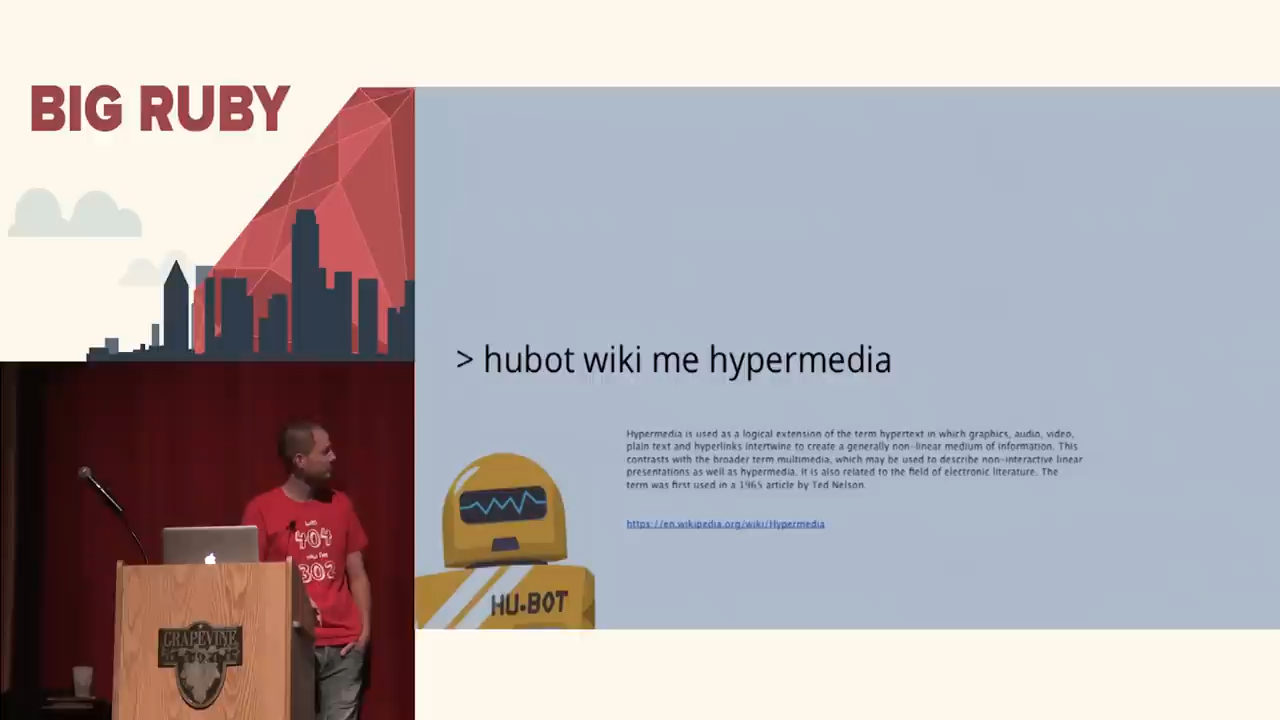 BIG RUBY
> hubot wiki me hypermedia
Hypermedia is used as a logical extension of the term hypertext in which graphics, audio, video,
plain text and hyperlinks intertwine to create a generally non-linear medium of information. This
contrasts with the broader term multimedia, which may be used to describe non-interactive linear
presentations as well as hypermedia. It is also related to the field of electronic literature. The
term was first used in a 1965 article by Ted Nelson.
https://en.wikipedia.org/wiki/Hypermedia
HU-BOT
404
302
GRAPEVINE